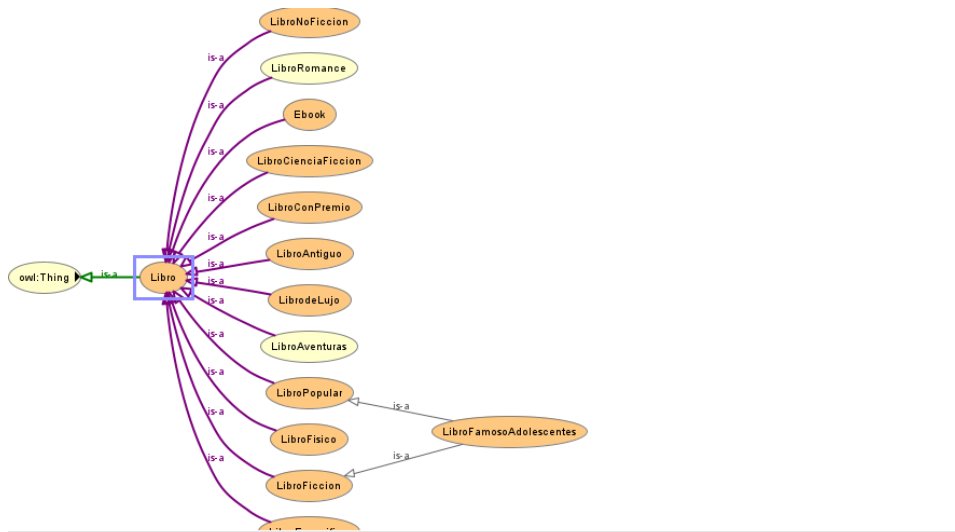 LibroNoFiccion
is-a
LibroRomance
is-a
Ebook
is-a
LibroCienciaFiccion
is-a
LibroConPremio
is-a
LibroAntiguo
is-a
owl:Thing
is-a
Libro
is-a
LibrodeLujo
is-a
LibroAventuras
is-a
LibroPopular
is-a
is-a
LibroFamosoAdolescentes
LibroFisico
is-a
is-a
LibroFiccion
is-a